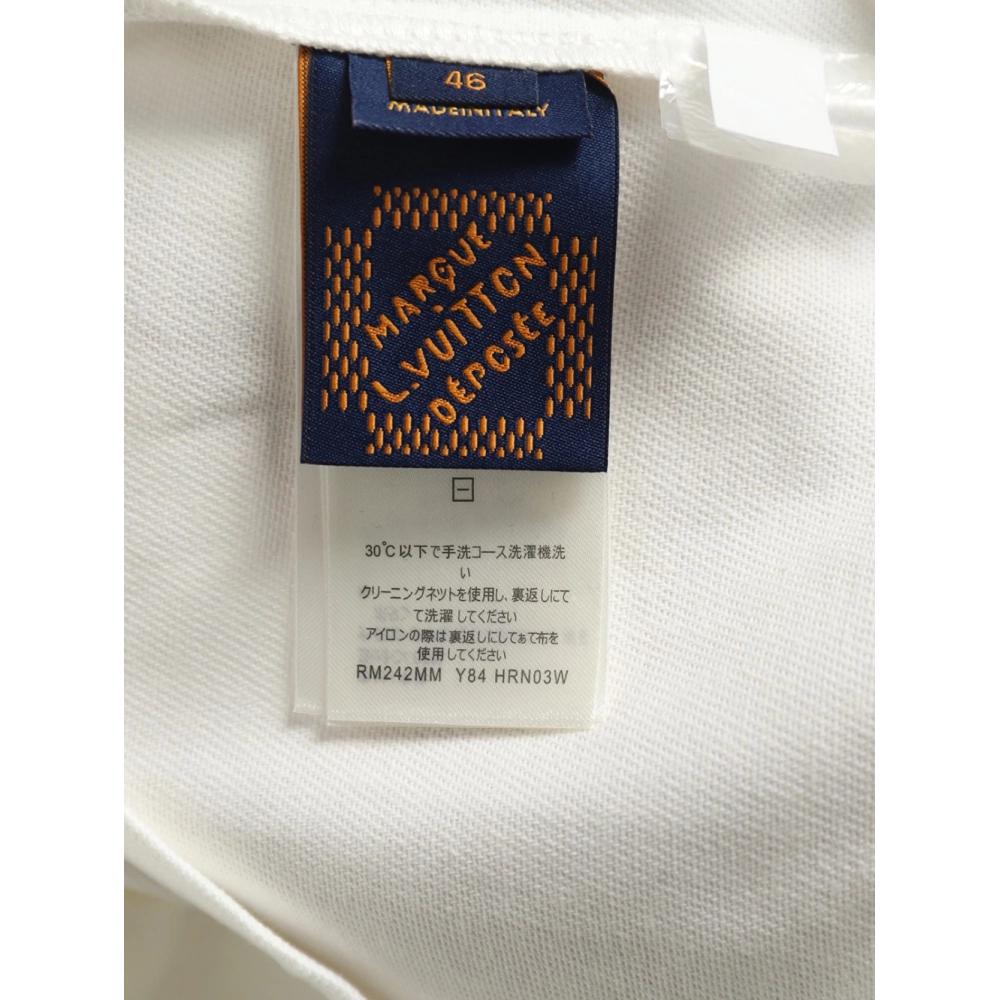 46
MADE IN ITALY
MARQUE
L.VUITTON
DÉPOSÉE
30℃以下で手洗コース洗濯機洗
い
クリーニングネットを使用し、裏返しにて
て洗濯してください
アイロンの際は裏返しにしてぁて布を
使用してください
RM242MM Y84 HRN03W